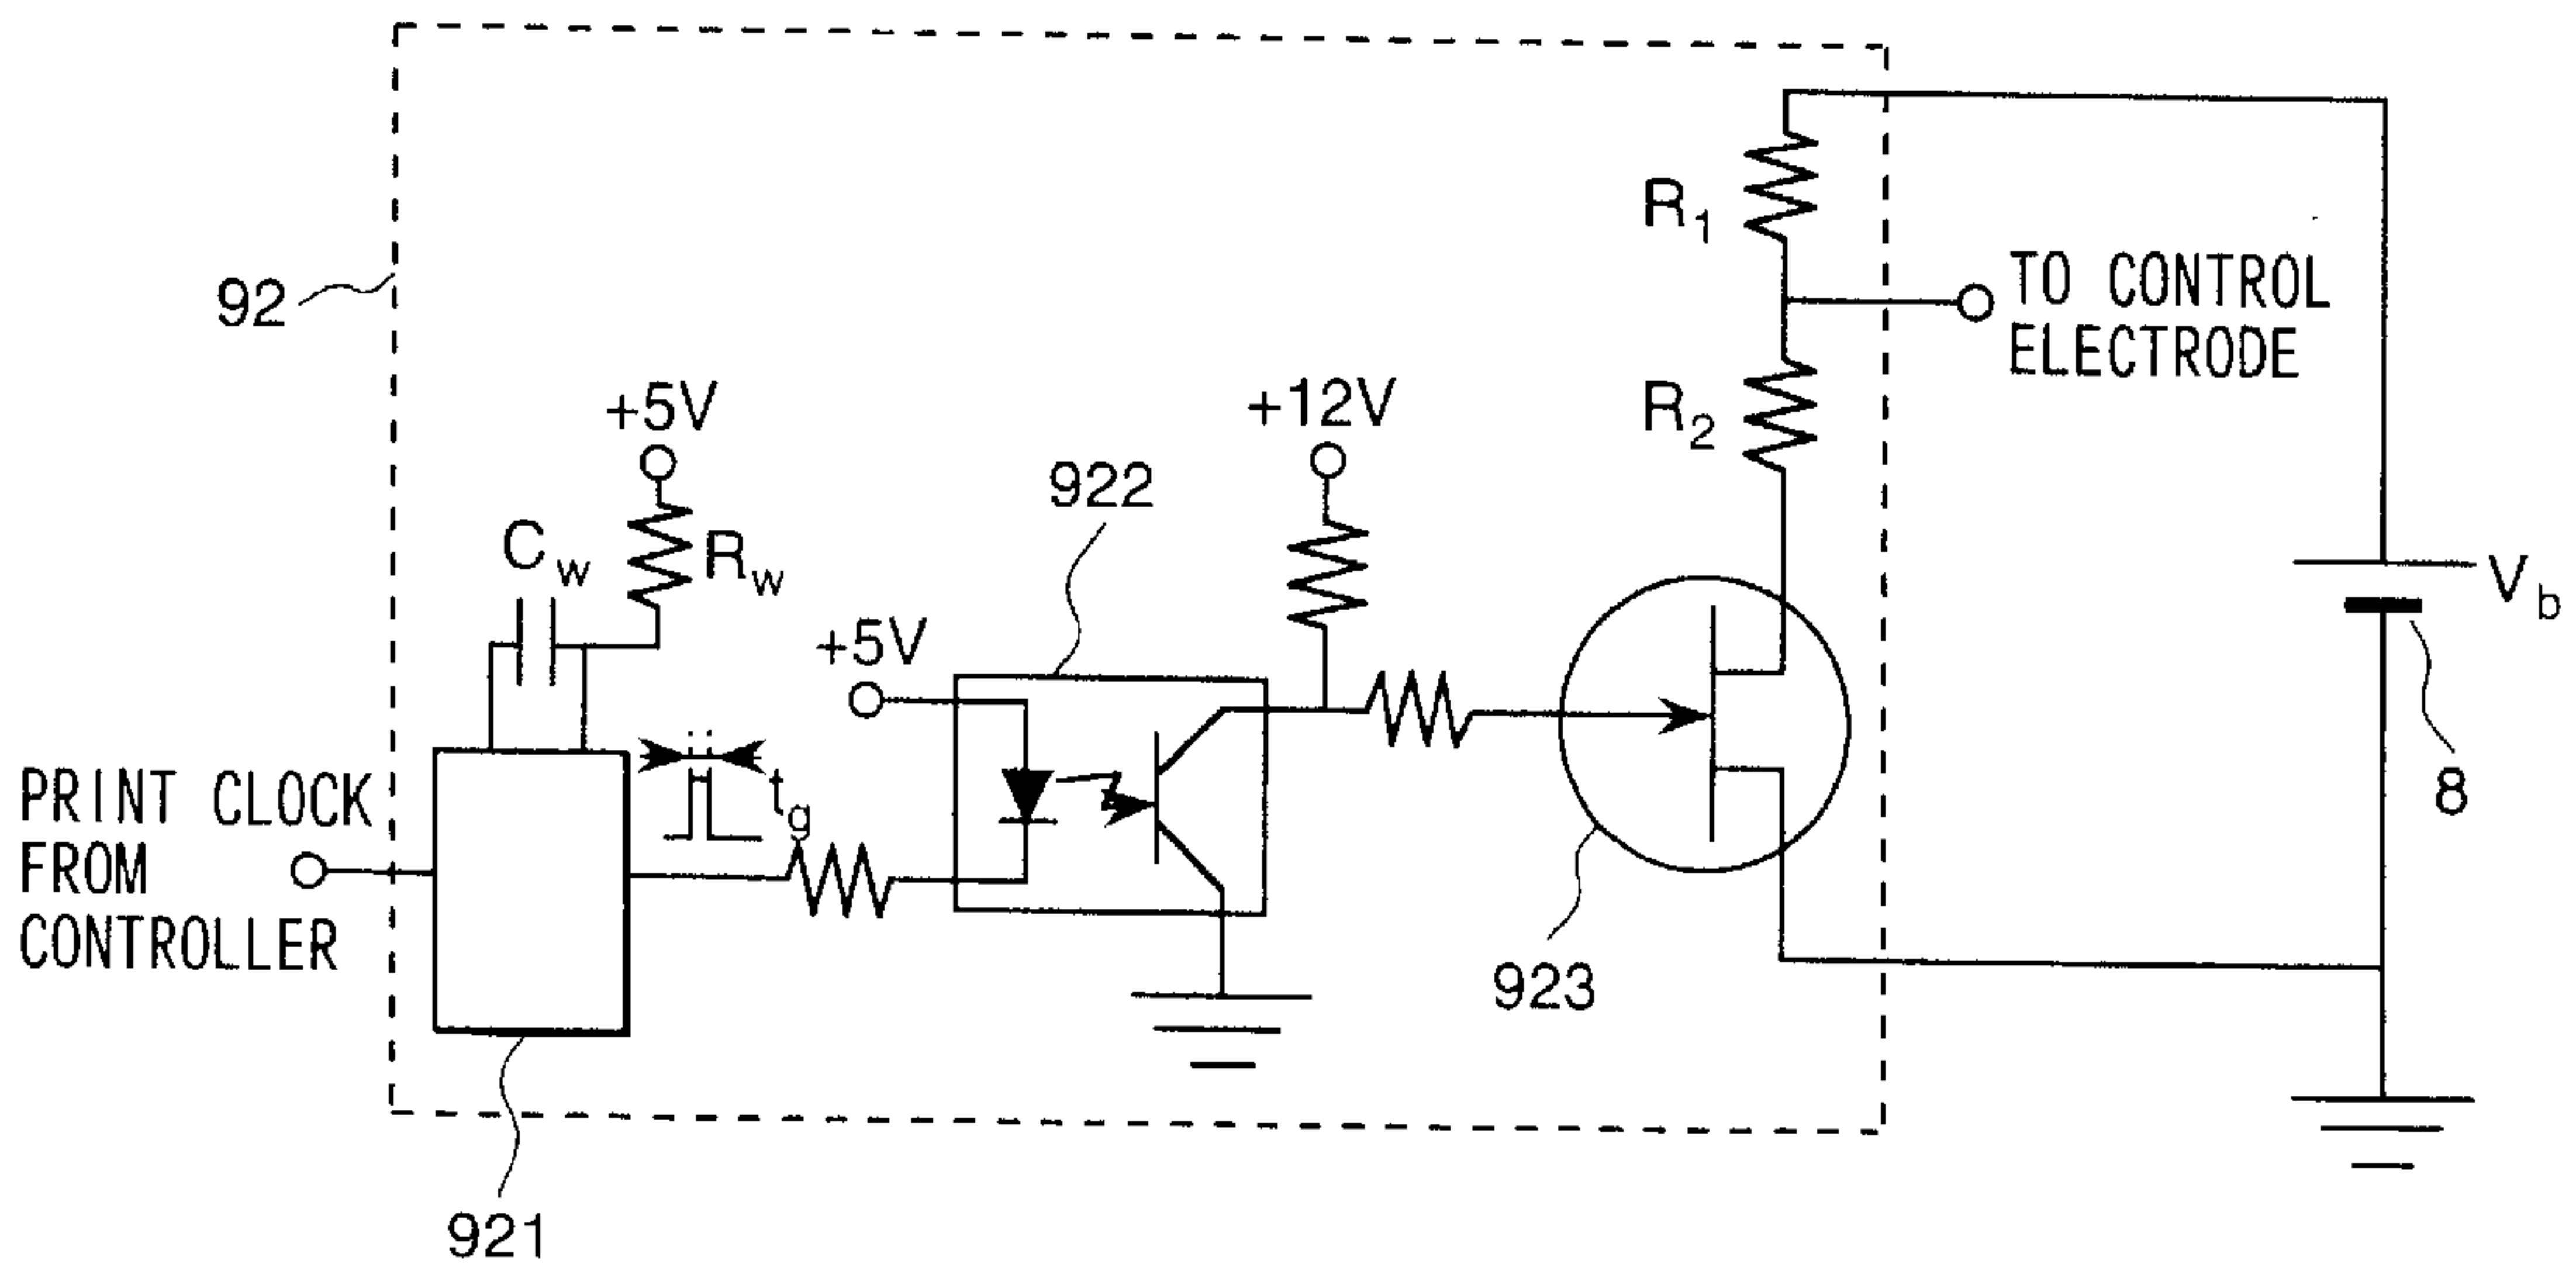 R1
92
TO CONTROL
ELECTRODE
+5V
+12V
R2
922
Cw
Rw
Vb
+5V
tg
8
PRINT CLOCK
FROM
CONTROLLER
923
921